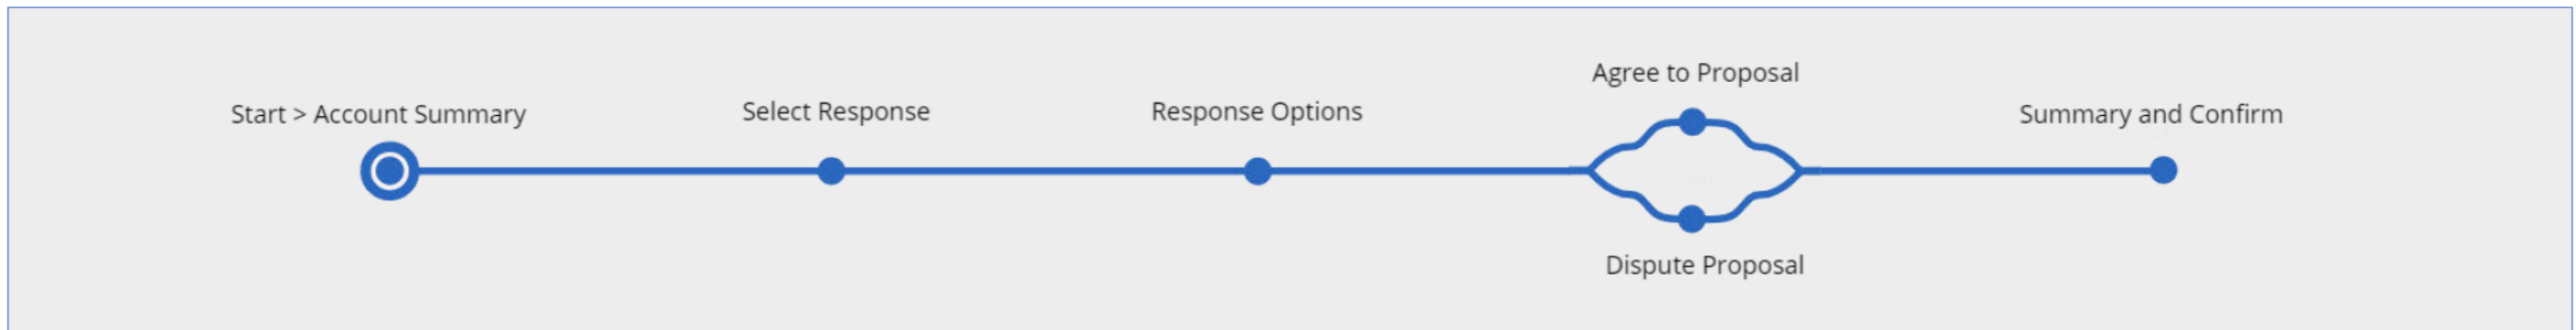 Start > Account Summary
Select Response
Response Options
Agree to Proposal
Dispute Proposal
Summary and Confirm